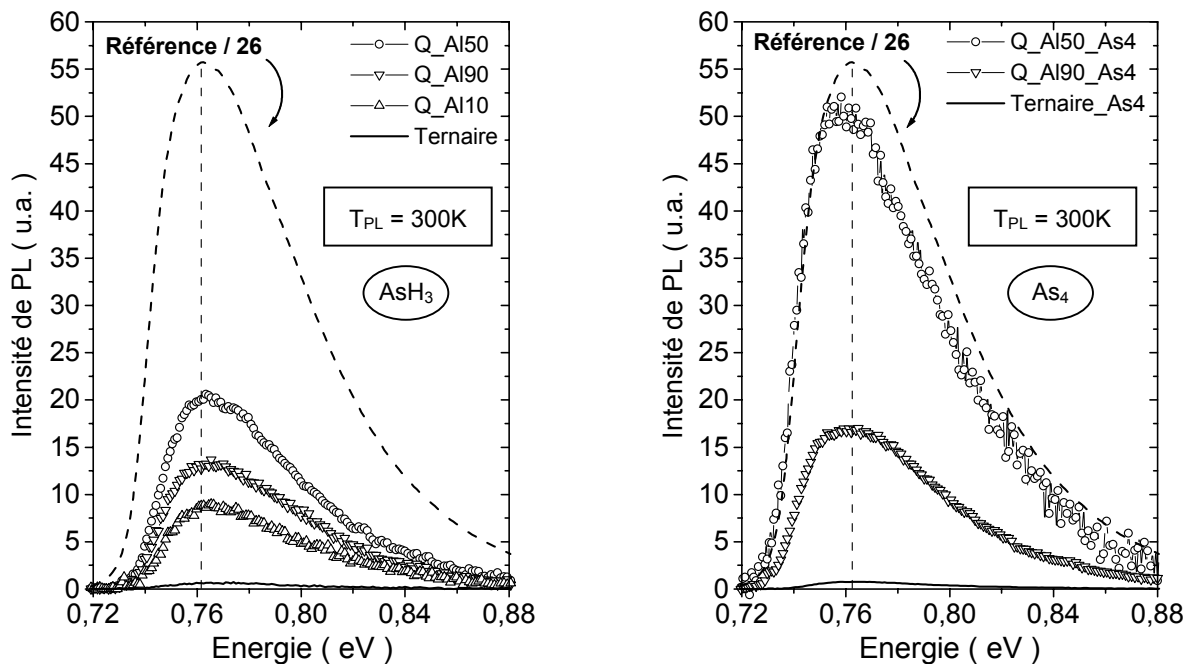 60
55
50
45
40
35
30
25
20
15
10
5
0
Intensité de PL ( u.a. )
Référence / 26
Q_Al50
Q_Al90
Q_Al10
Ternaire
T_PL = 300K
AsH₃
0,72 0,76 0,80 0,84 0,88
Energie ( eV )
60
55
50
45
40
35
30
25
20
15
10
5
0
Intensité de PL ( u.a. )
Référence / 26
Q_Al50_As4
Q_Al90_As4
Ternaire_As4
T_PL = 300K
As₄
0,72 0,76 0,80 0,84 0,88
Energie ( eV )